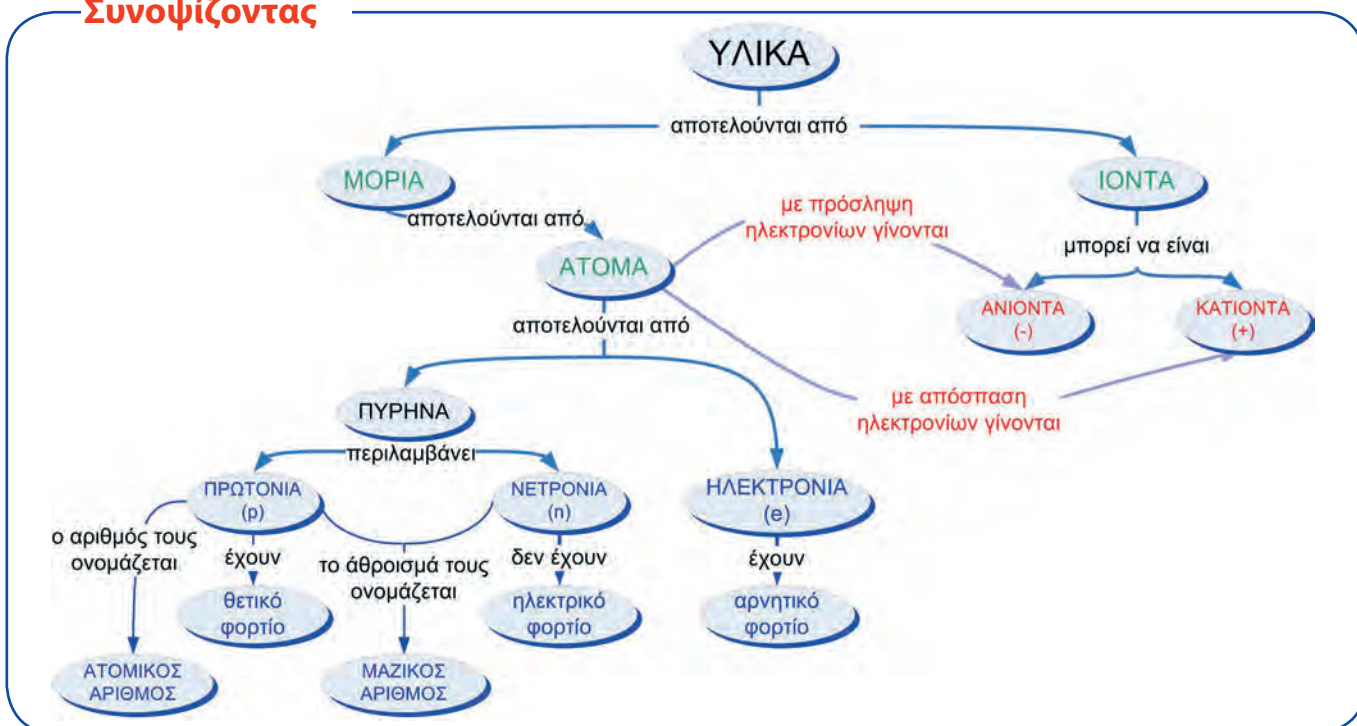 Συνοψίζοντας
ΥΛΙΚΑ
αποτελούνται από
ΜΟΡΙΑ
ΙΟΝΤΑ
αποτελούνται από
με πρόσληψη
ηλεκτρονίων γίνονται
μπορεί να είναι
ΑΤΟΜΑ
ΑΝΙΟΝΤΑ
(-)
ΚΑΤΙΟΝΤΑ
(+)
αποτελούνται από
με απόσπαση
ηλεκτρονίων γίνονται
ΠΥΡΗΝΑ
περιλαμβάνει
ΠΡΩΤΟΝΙΑ
(p)
ΝΕΤΡΟΝΙΑ
(n)
ΗΛΕΚΤΡΟΝΙΑ
(e)
ο αριθμός τους
ονομάζεται
έχουν
το άθροισμά τους
ονομάζεται
δεν έχουν
έχουν
θετικό
φορτίο
ηλεκτρικό
φορτίο
αρνητικό
φορτίο
ΑΤΟΜΙΚΟΣ
ΑΡΙΘΜΟΣ
ΜΑΖΙΚΟΣ
ΑΡΙΘΜΟΣ